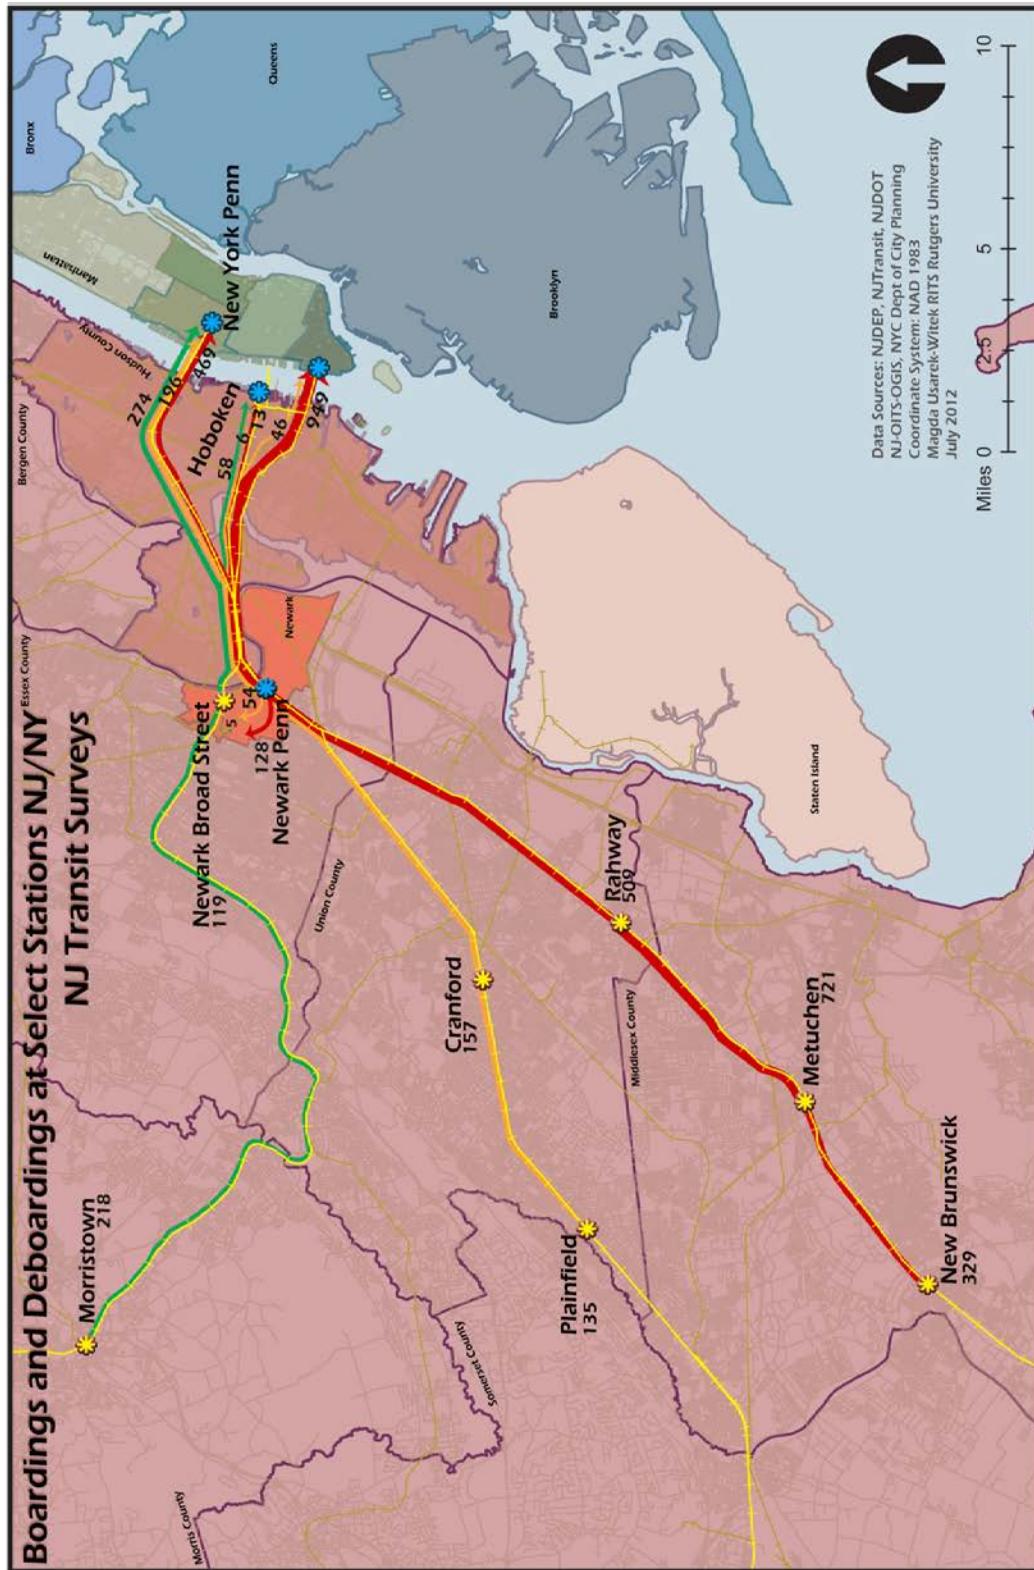 Boardings and Deboardings at Select Stations NJ/NY
NJ Transit Surveys
Morris County
Somerset County
Union County
Essex County
Bergen County
Hudson County
Manhattan
Bronx
Queens
Morristown
218
Newark Broad Street
119
5
54
128
Newark Penn
Newark
274
196
469
New York Penn
Hoboken
58
6
13
46
949
Cranford
157
Plainfield
135
Middlesex County
Rahway
509
Metuchen
721
New Brunswick
329
Staten Island
Brooklyn
Data Sources: NJDEP, NJTransit, NJDOT
NJ-OITS-OGIS, NYC Dept of City Planning
Coordinate System: NAD 1983
Magda Usarek-Witek RITS Rutgers University
July 2012
Miles 0 2.5 5 10